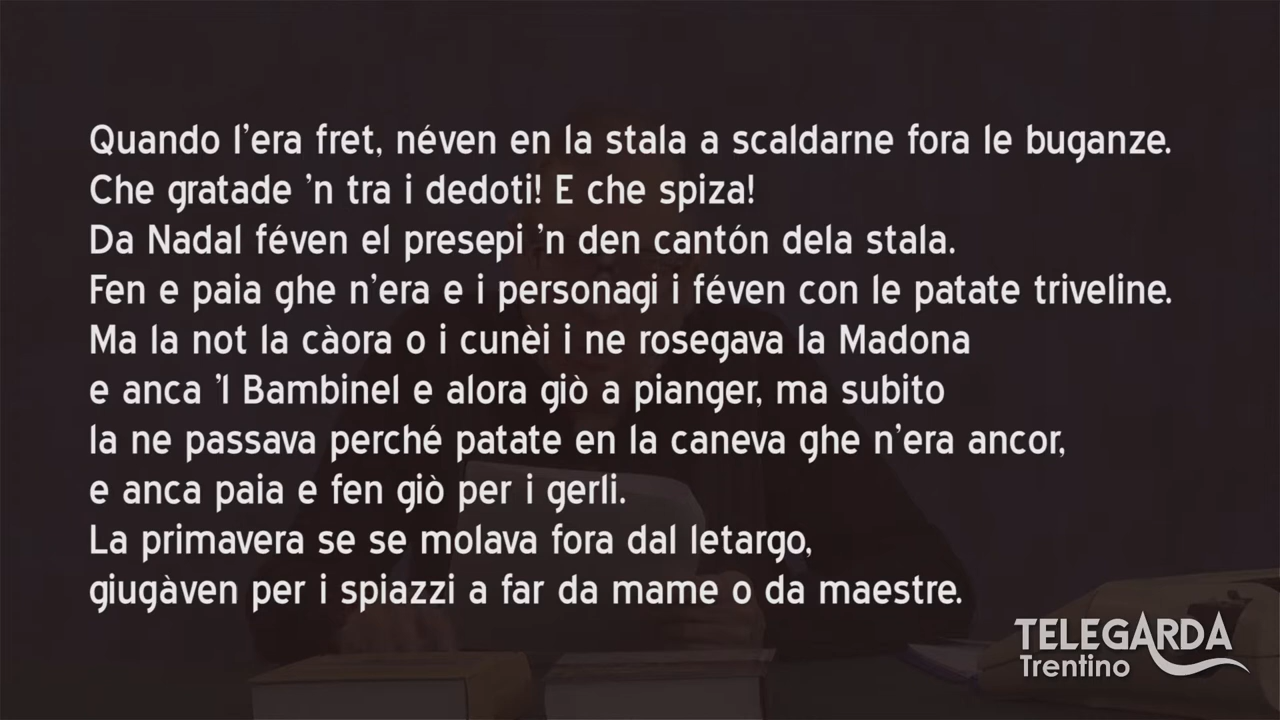 Quando l'era fret, néven en la stala a scaldarne fora le buganze.
Che gratade 'n tra i dedoti! E che spiza!
Da Nadal féven el presepi 'n den cantón dela stala.
Fen e paia ghe n'era e i personagi i féven con le patate triveline.
Ma la not la càora o i cunèi i ne rosegava la Madona
e anca 'l Bambinel e alora giò a pianger, ma subito
la ne passava perché patate en la caneva ghe n'era ancor,
e anca paia e fen giò per i gerli.
La primavera se se molava fora dal letargo,
giugàven per i spiazzi a far da mame o da maestre.
TELEGARDA
Trentino